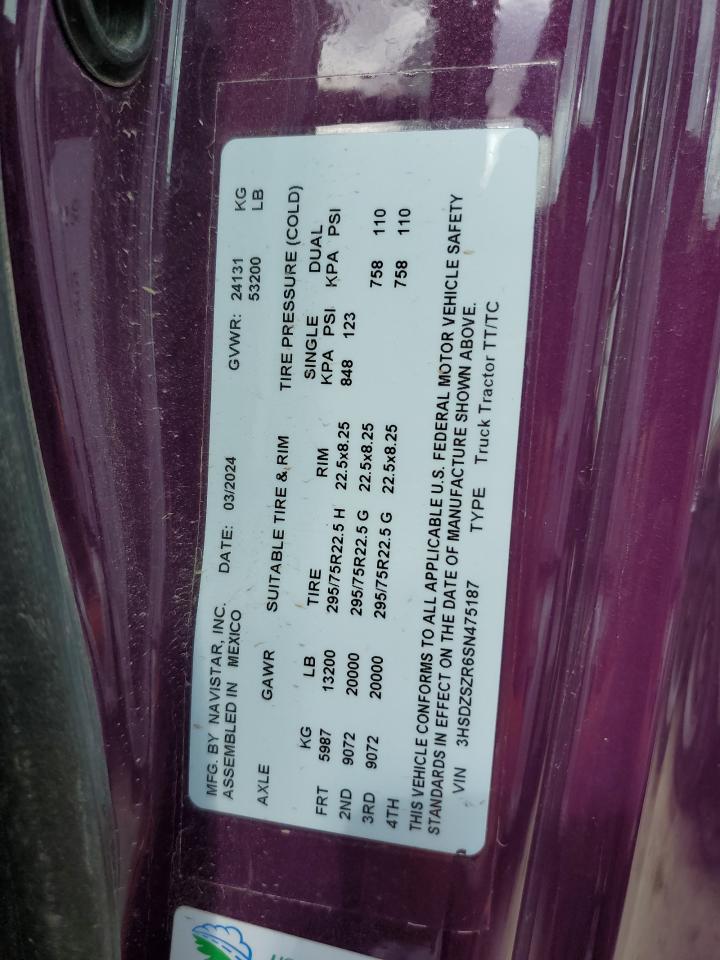 MFG. BY NAVISTAR, INC.
ASSEMBLED IN MEXICO DATE: 03/2024 GVWR: 24131 KG
53200 LB
AXLE GAWR SUITABLE TIRE & RIM TIRE PRESSURE (COLD)
SINGLE DUAL
KG LB TIRE RIM KPA PSI KPA PSI
FRT 5987 13200 295/75R22.5 H 22.5x8.25 848 123
2ND 9072 20000 295/75R22.5 G 22.5x8.25 758 110
3RD 9072 20000 295/75R22.5 G 22.5x8.25 758 110
4TH
THIS VEHICLE CONFORMS TO ALL APPLICABLE U.S. FEDERAL MOTOR VEHICLE SAFETY
STANDARDS IN EFFECT ON THE DATE OF MANUFACTURE SHOWN ABOVE.
VIN 3HSDZSZR6SN475187 TYPE Truck Tractor TT/TC